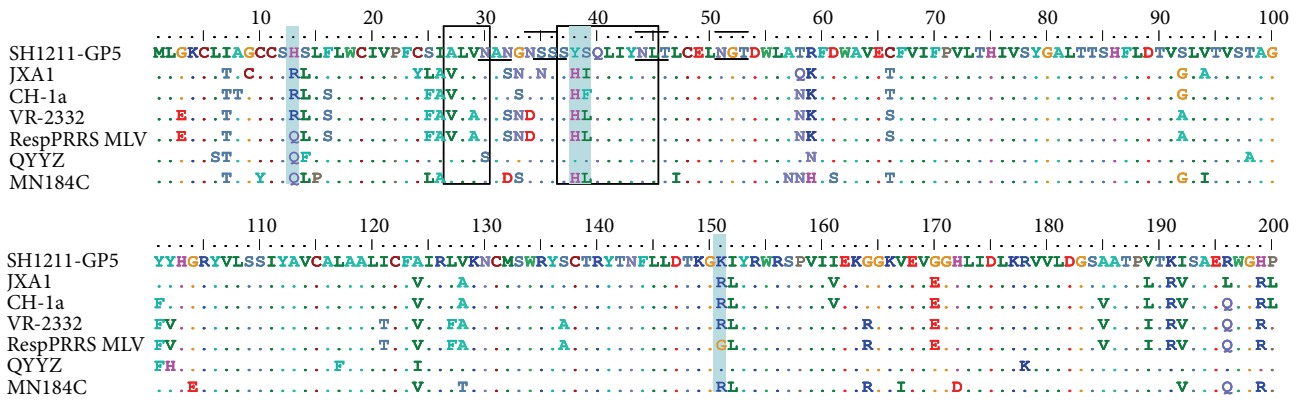 10 20 30 40 50 60 70 80 90 100
SH1211-GP5 MLGKCLIAGCCSHSLFLWCIVPFCSIALVNANGNSSSYSQLIYNLTLCELNGTDWLATRFDWAVECFVIFPVLTHIVSYGALTTSHFLDTVSLVTVSTAG
JXA1 ......T.C...RL.........YLAV....SN.N..HI..................QK......T.........................G.A......
CH-1a ......TT....RL.S........FA......S....HF..................NK......T.........................G........
VR-2332 ..E...T.....RL.S........FAV.A..SND...HL..................NK......S.........................A........
RespPRRS MLV ..E...T.....QL.S........FAV.A..SND...HL..................NK......S.........................A........
QYYZ .....ST.....QF...............S............................N......................................A..
MN184C ......T..Y..QLP.........LA.....DS....HL.......I.........NNH.S....T.........................G.I......
110 120 130 140 150 160 170 180 190 200
SH1211-GP5 YYHGRYVLSSIYAVCALAALICFAIRLVKNCMSWRYSCTRYTNFLLDTKGKIYRWRSPVIIEKGGKVEVGGHLIDLKRVVLDGSAATPVTKISAERWGHP
JXA1 .......................V...A......................RL........V........E..................L.RV...L..RL
CH-1a F......................V...A......................RL........V........E..............V...I.RV...Q..RL
VR-2332 FV..................T..V..FA........A.............RL...........R.....E..............V...I.RV...Q..R.
RespPRRS MLV FV..................T..V..FA........A.............GL...........R.....E..............V...I.RV...Q..R.
QYYZ FH..............F......I.....................................................K......................
MN184C ...E...................V...T......................RL...........R..I....D...................V...Q..R.